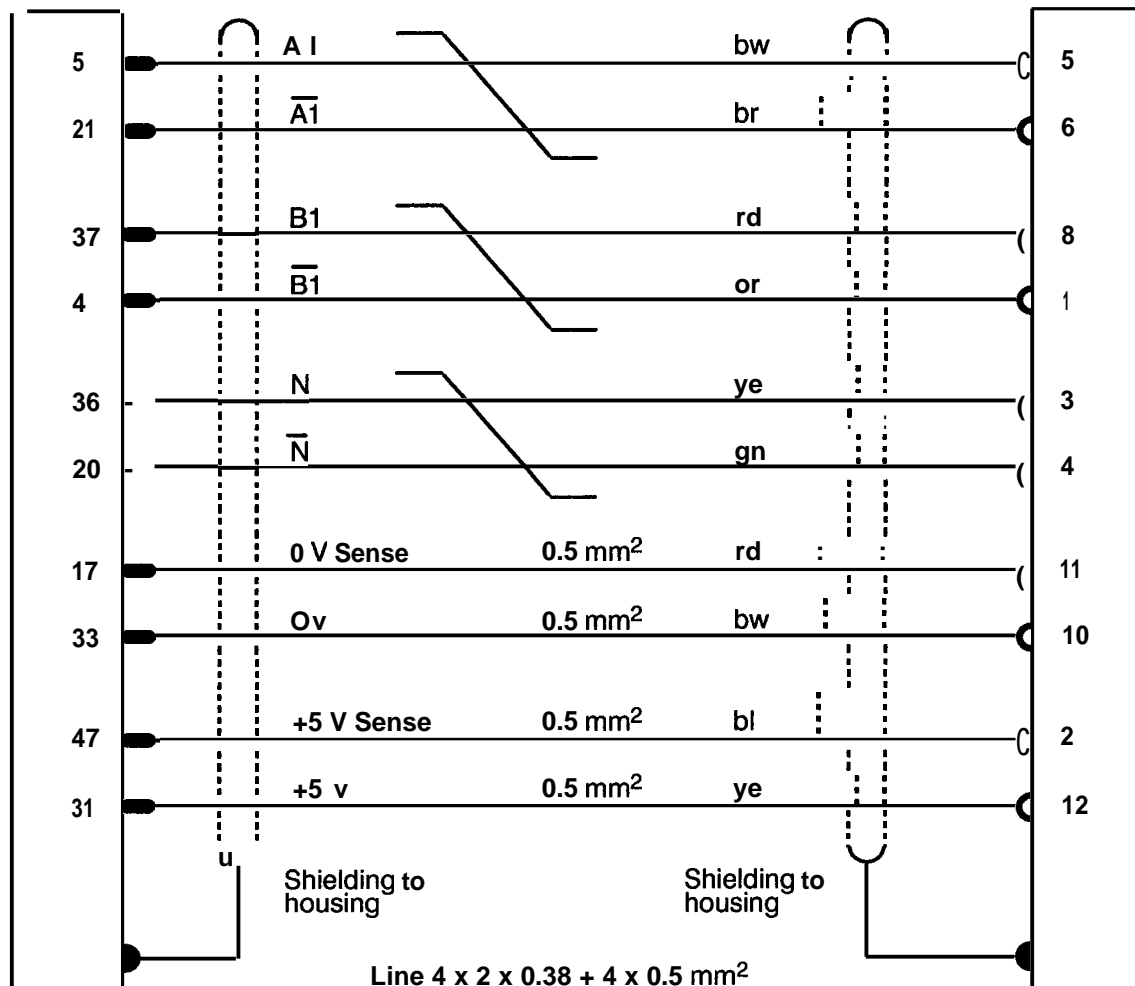 5 A I bw 5
21 A̅1̅ br 6
37 B1 rd 8
4 B̅1̅ or 1
36 N ye 3
20 N̅ gn 4
17 0 V Sense 0.5 mm² rd 11
33 Ov 0.5 mm² bw 10
47 +5 V Sense 0.5 mm² bl 2
31 +5 v 0.5 mm² ye 12
u
Shielding to
housing
Shielding to
housing
Line 4 x 2 x 0.38 + 4 x 0.5 mm²